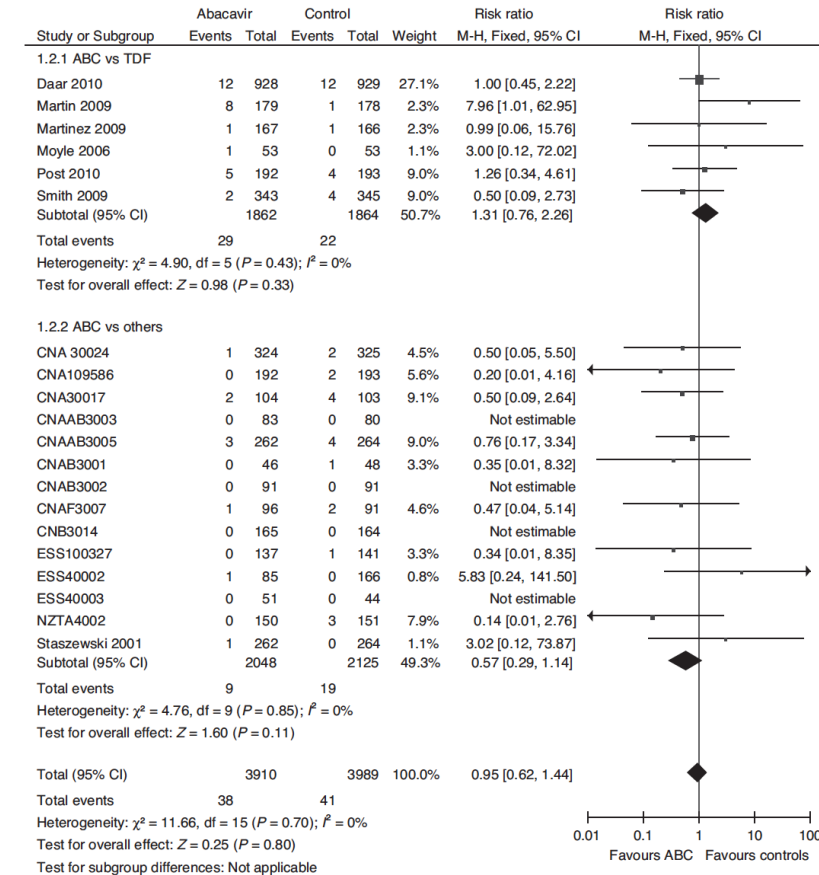 Abacavir Control Risk ratio Risk ratio
Study or Subgroup Events Total Events Total Weight M-H, Fixed, 95% CI M-H, Fixed, 95% CI
1.2.1 ABC vs TDF
Daar 2010 12 928 12 929 27.1% 1.00 [0.45, 2.22]
Martin 2009 8 179 1 178 2.3% 7.96 [1.01, 62.95]
Martinez 2009 1 167 1 166 2.3% 0.99 [0.06, 15.76]
Moyle 2006 1 53 0 53 1.1% 3.00 [0.12, 72.02]
Post 2010 5 192 4 193 9.0% 1.26 [0.34, 4.61]
Smith 2009 2 343 4 345 9.0% 0.50 [0.09, 2.73]
Subtotal (95% CI) 1862 1864 50.7% 1.31 [0.76, 2.26]
Total events 29 22
Heterogeneity: χ² = 4.90, df = 5 (P = 0.43); I² = 0%
Test for overall effect: Z = 0.98 (P = 0.33)
1.2.2 ABC vs others
CNA 30024 1 324 2 325 4.5% 0.50 [0.05, 5.50]
CNA109586 0 192 2 193 5.6% 0.20 [0.01, 4.16]
CNA30017 2 104 4 103 9.1% 0.50 [0.09, 2.64]
CNAAB3003 0 83 0 80 Not estimable
CNAAB3005 3 262 4 264 9.0% 0.76 [0.17, 3.34]
CNAB3001 0 46 1 48 3.3% 0.35 [0.01, 8.32]
CNAB3002 0 91 0 91 Not estimable
CNAF3007 1 96 2 91 4.6% 0.47 [0.04, 5.14]
CNB3014 0 165 0 164 Not estimable
ESS100327 0 137 1 141 3.3% 0.34 [0.01, 8.35]
ESS40002 1 85 0 166 0.8% 5.83 [0.24, 141.50]
ESS40003 0 51 0 44 Not estimable
NZTA4002 0 150 3 151 7.9% 0.14 [0.01, 2.76]
Staszewski 2001 1 262 0 264 1.1% 3.02 [0.12, 73.87]
Subtotal (95% CI) 2048 2125 49.3% 0.57 [0.29, 1.14]
Total events 9 19
Heterogeneity: χ² = 4.76, df = 9 (P = 0.85); I² = 0%
Test for overall effect: Z = 1.60 (P = 0.11)
Total (95% CI) 3910 3989 100.0% 0.95 [0.62, 1.44]
Total events 38 41
Heterogeneity: χ² = 11.66, df = 15 (P = 0.70); I² = 0%
Test for overall effect: Z = 0.25 (P = 0.80)
Test for subgroup differences: Not applicable
0.01 0.1 1 10 100
Favours ABC Favours controls